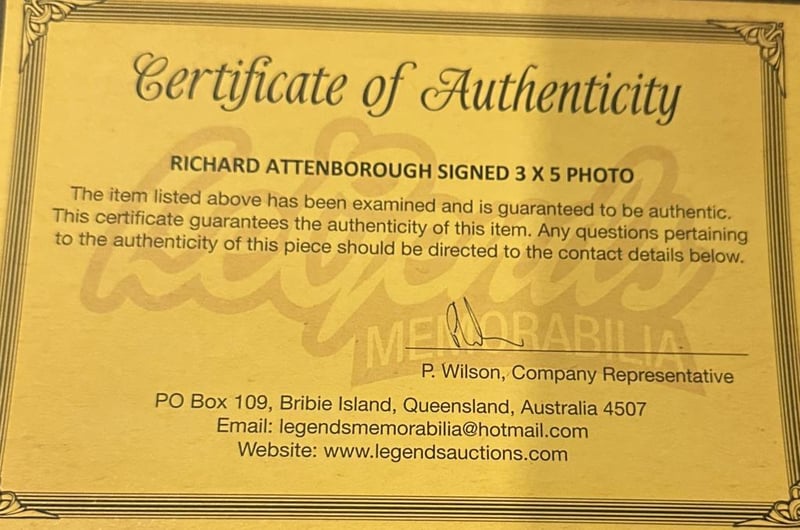 Certificate of Authenticity
RICHARD ATTENBOROUGH SIGNED 3 X 5 PHOTO
The item listed above has been examined and is guaranteed to be authentic.
This certificate guarantees the authenticity of this item. Any questions pertaining
to the authenticity of this piece should be directed to the contact details below.
Legends
MEMORABILIA
P. Wilson, Company Representative
PO Box 109, Bribie Island, Queensland, Australia 4507
Email: legendsmemorabilia@hotmail.com
Website: www.legendsauctions.com